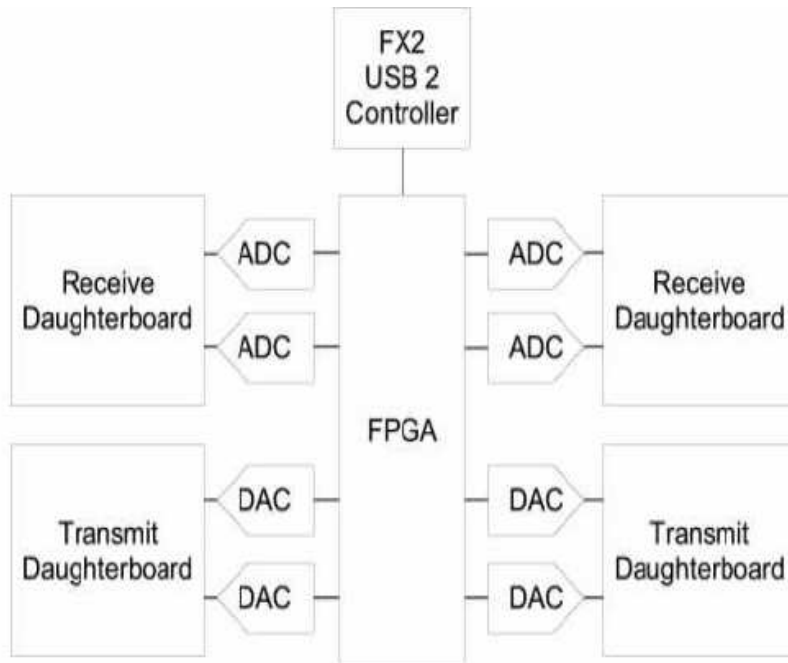 FX2
USB 2
Controller
Receive
Daughterboard
ADC
ADC
FPGA
ADC
ADC
Receive
Daughterboard
Transmit
Daughterboard
DAC
DAC
DAC
DAC
Transmit
Daughterboard